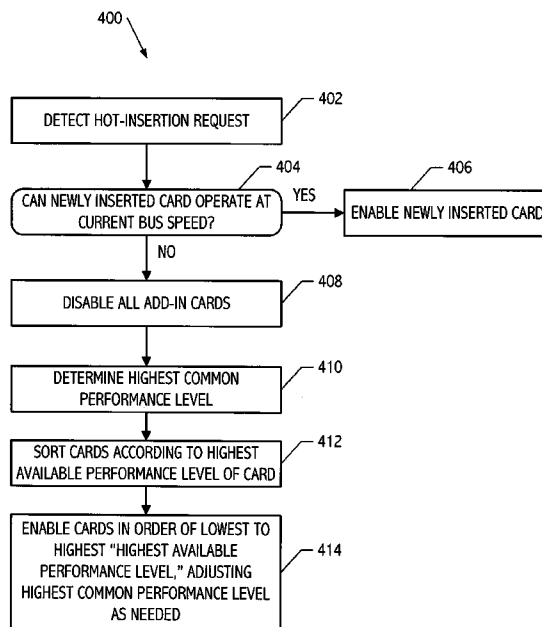 400
402
DETECT HOT-INSERTION REQUEST
404
CAN NEWLY INSERTED CARD OPERATE AT
CURRENT BUS SPEED?
YES
406
ENABLE NEWLY INSERTED CARD
NO
408
DISABLE ALL ADD-IN CARDS
410
DETERMINE HIGHEST COMMON
PERFORMANCE LEVEL
412
SORT CARDS ACCORDING TO HIGHEST
AVAILABLE PERFORMANCE LEVEL OF CARD
ENABLE CARDS IN ORDER OF LOWEST TO
HIGHEST “HIGHEST AVAILABLE
PERFORMANCE LEVEL,” ADJUSTING
HIGHEST COMMON PERFORMANCE LEVEL
AS NEEDED
414